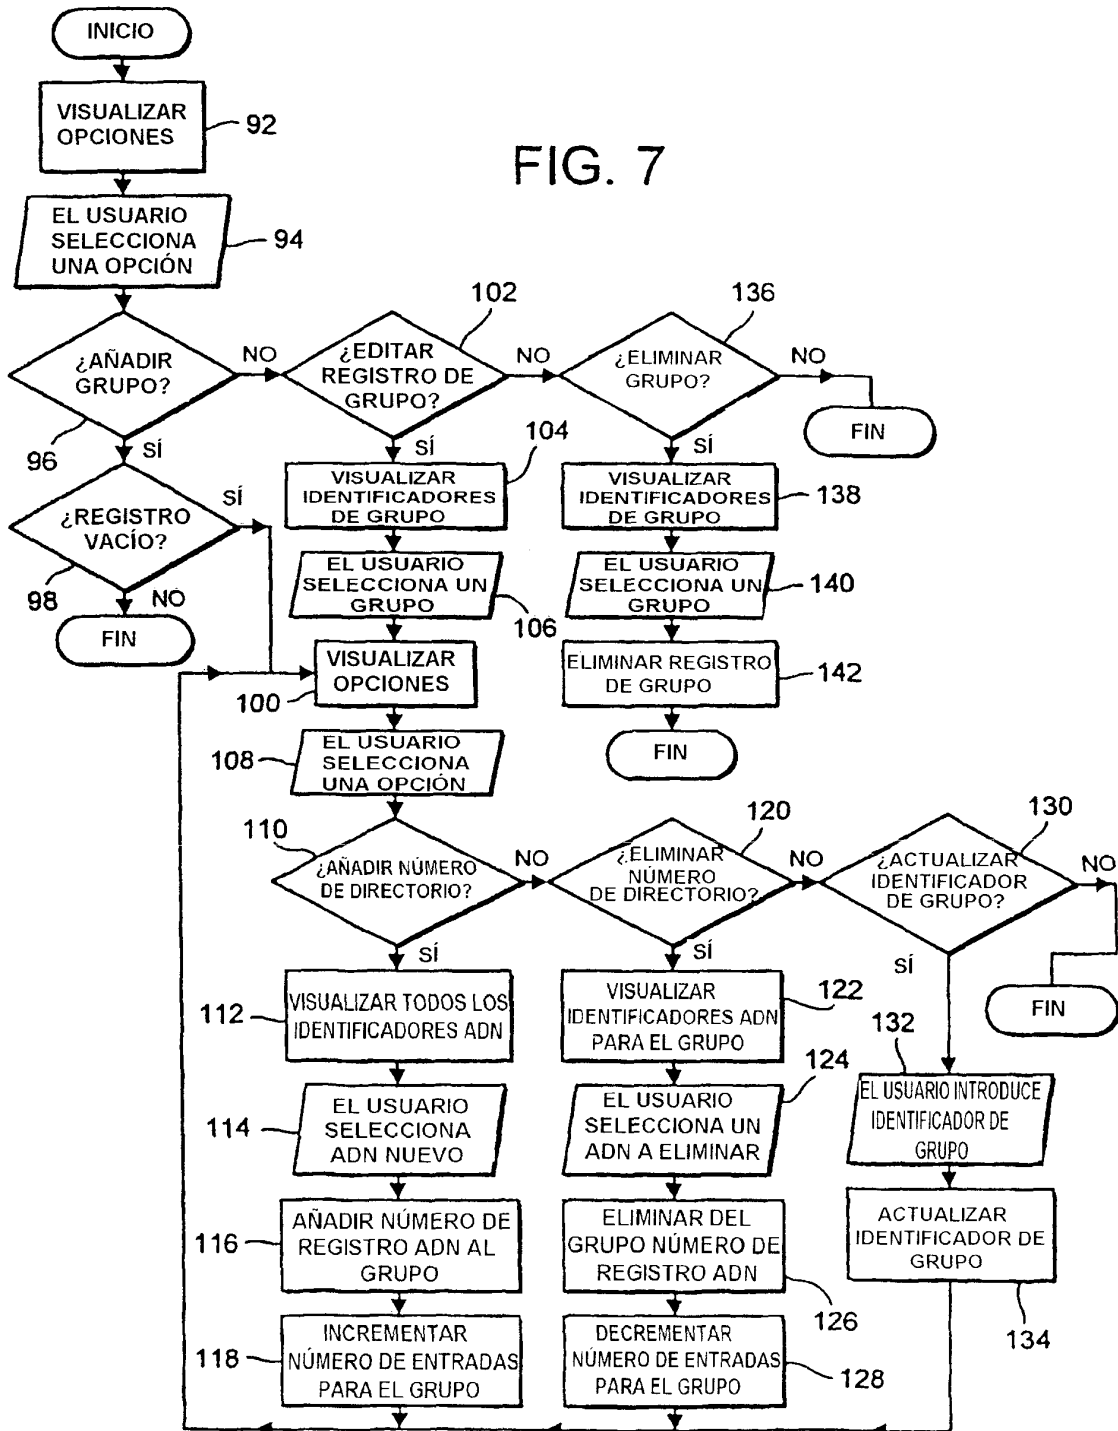 INICIO
VISUALIZAR
OPCIONES
92
FIG. 7
EL USUARIO
SELECCIONA
UNA OPCIÓN
94
¿AÑADIR
GRUPO?
96
NO
SÍ
102
¿EDITAR
REGISTRO DE
GRUPO?
NO
SÍ
136
¿ELIMINAR
GRUPO?
NO
SÍ
FIN
¿REGISTRO
VACÍO?
98
SÍ
NO
FIN
104
VISUALIZAR
IDENTIFICADORES
DE GRUPO
EL USUARIO
SELECCIONA UN
GRUPO
106
VISUALIZAR
IDENTIFICADORES
DE GRUPO
138
EL USUARIO
SELECCIONA UN
GRUPO
140
ELIMINAR REGISTRO
DE GRUPO
142
FIN
VISUALIZAR
OPCIONES
100
108
EL USUARIO
SELECCIONA
UNA OPCIÓN
110
¿AÑADIR NÚMERO
DE DIRECTORIO?
NO
SÍ
120
¿ELIMINAR
NÚMERO
DE DIRECTORIO?
NO
SÍ
130
¿ACTUALIZAR
IDENTIFICADOR
DE GRUPO?
NO
SÍ
FIN
112
VISUALIZAR TODOS LOS
IDENTIFICADORES ADN
114
EL USUARIO
SELECCIONA
ADN NUEVO
116
AÑADIR NÚMERO DE
REGISTRO ADN AL
GRUPO
118
INCREMENTAR
NÚMERO DE ENTRADAS
PARA EL GRUPO
VISUALIZAR
IDENTIFICADORES ADN
PARA EL GRUPO
122
124
EL USUARIO
SELECCIONA UN
ADN A ELIMINAR
ELIMINAR DEL
GRUPO NÚMERO DE
REGISTRO ADN
126
DECREMENTAR
NÚMERO DE ENTRADAS
PARA EL GRUPO
128
132
EL USUARIO INTRODUCE
IDENTIFICADOR DE
GRUPO
ACTUALIZAR
IDENTIFICADOR DE
GRUPO
134